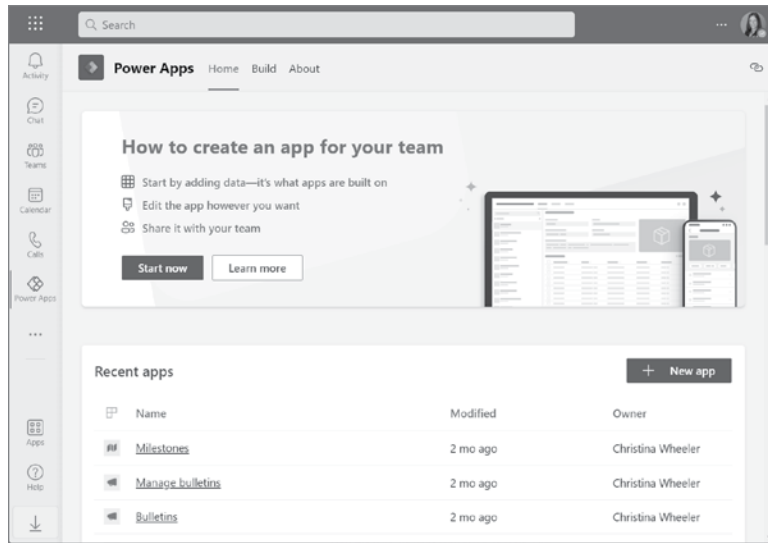 Search
Activity
Chat
Teams
Calendar
Calls
Power Apps
Apps
Help
Power Apps Home Build About
How to create an app for your team
Start by adding data—it's what apps are built on
Edit the app however you want
Share it with your team
Start now Learn more
Recent apps + New app
Name Modified Owner
Milestones 2 mo ago Christina Wheeler
Manage bulletins 2 mo ago Christina Wheeler
Bulletins 2 mo ago Christina Wheeler